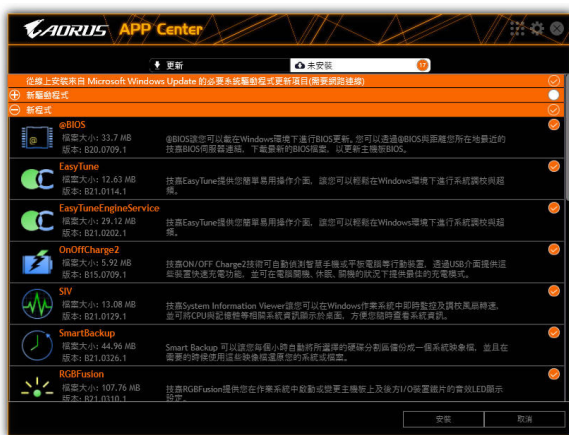 AORUS APP Center
更新
未安裝 17
從線上安裝來自 Microsoft Windows Update 的必要系統驅動程式更新項目(需要網路連線)
新驅動程式
新程式
@BIOS
檔案大小: 33.7 MB
版本: B20.0709.1
@BIOS讓您可以載在Windows環境下進行BIOS更新。您可以透過@BIOS與距離您所在地最近的
技嘉BIOS伺服器連結，下載最新的BIOS檔案，以更新主機板BIOS。
EasyTune
檔案大小: 12.63 MB
版本: B21.0114.1
技嘉EasyTune提供您簡單易用操作介面，讓您可以輕鬆在Windows環境下進行系統調校與超
頻。
EasyTuneEngineService
檔案大小: 29.12 MB
版本: B21.0202.1
技嘉EasyTune提供您簡單易用操作介面，讓您可以輕鬆在Windows環境下進行系統調校與超
頻。
OnOffCharge2
檔案大小: 5.92 MB
版本: B15.0709.1
技嘉ON/OFF Charge2技術可自動偵測智慧手機或平板電腦等行動裝置，透過USB介面提供這
些裝置快速充電功能，並可在電腦開機、休眠、關機的狀況下提供最佳的充電模式。
SIV
檔案大小: 13.08 MB
版本: B21.0129.1
技嘉System Information Viewer讓您可以在Windows作業系統中即時監控及調校風扇轉速，
並可將CPU與記憶體等相關系統資訊顯示於桌面，方便您隨時查看系統資訊。
SmartBackup
檔案大小: 44.96 MB
版本: B21.0326.1
Smart Backup 可以讓您每個小時自動將所選擇的硬碟分割區備份成一個系統映象檔，並且在
需要的時候使用這些映像檔還原您的系統或檔案。
RGBFusion
檔案大小: 107.76 MB
版本: B21.0310.1
技嘉RGBFusion提供您在作業系統中啟動或變更主機板上及後方I/O裝置鐵片的音效LED顯示
設定。
安裝
取消